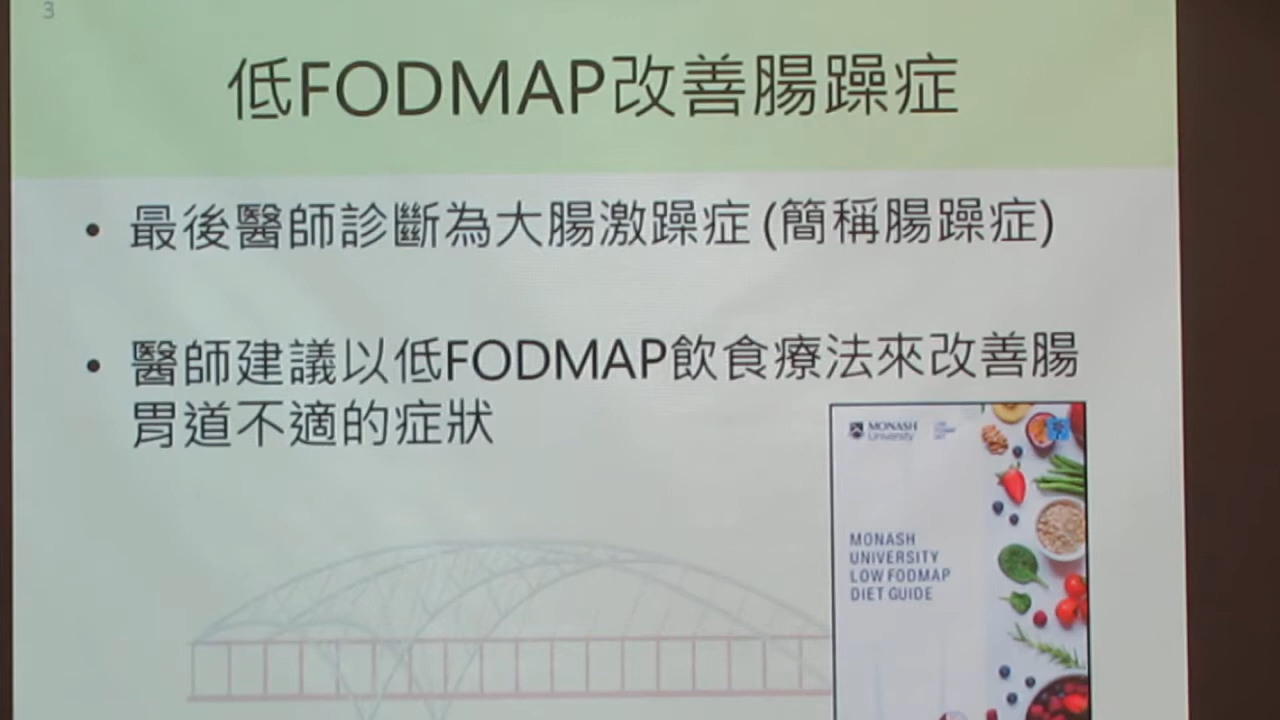 3
低FODMAP改善腸躁症
• 最後醫師診斷為大腸激躁症 (簡稱腸躁症)
• 醫師建議以低FODMAP飲食療法來改善腸
胃道不適的症狀
MONASH
University
MONASH
UNIVERSITY
LOW FODMAP
DIET GUIDE